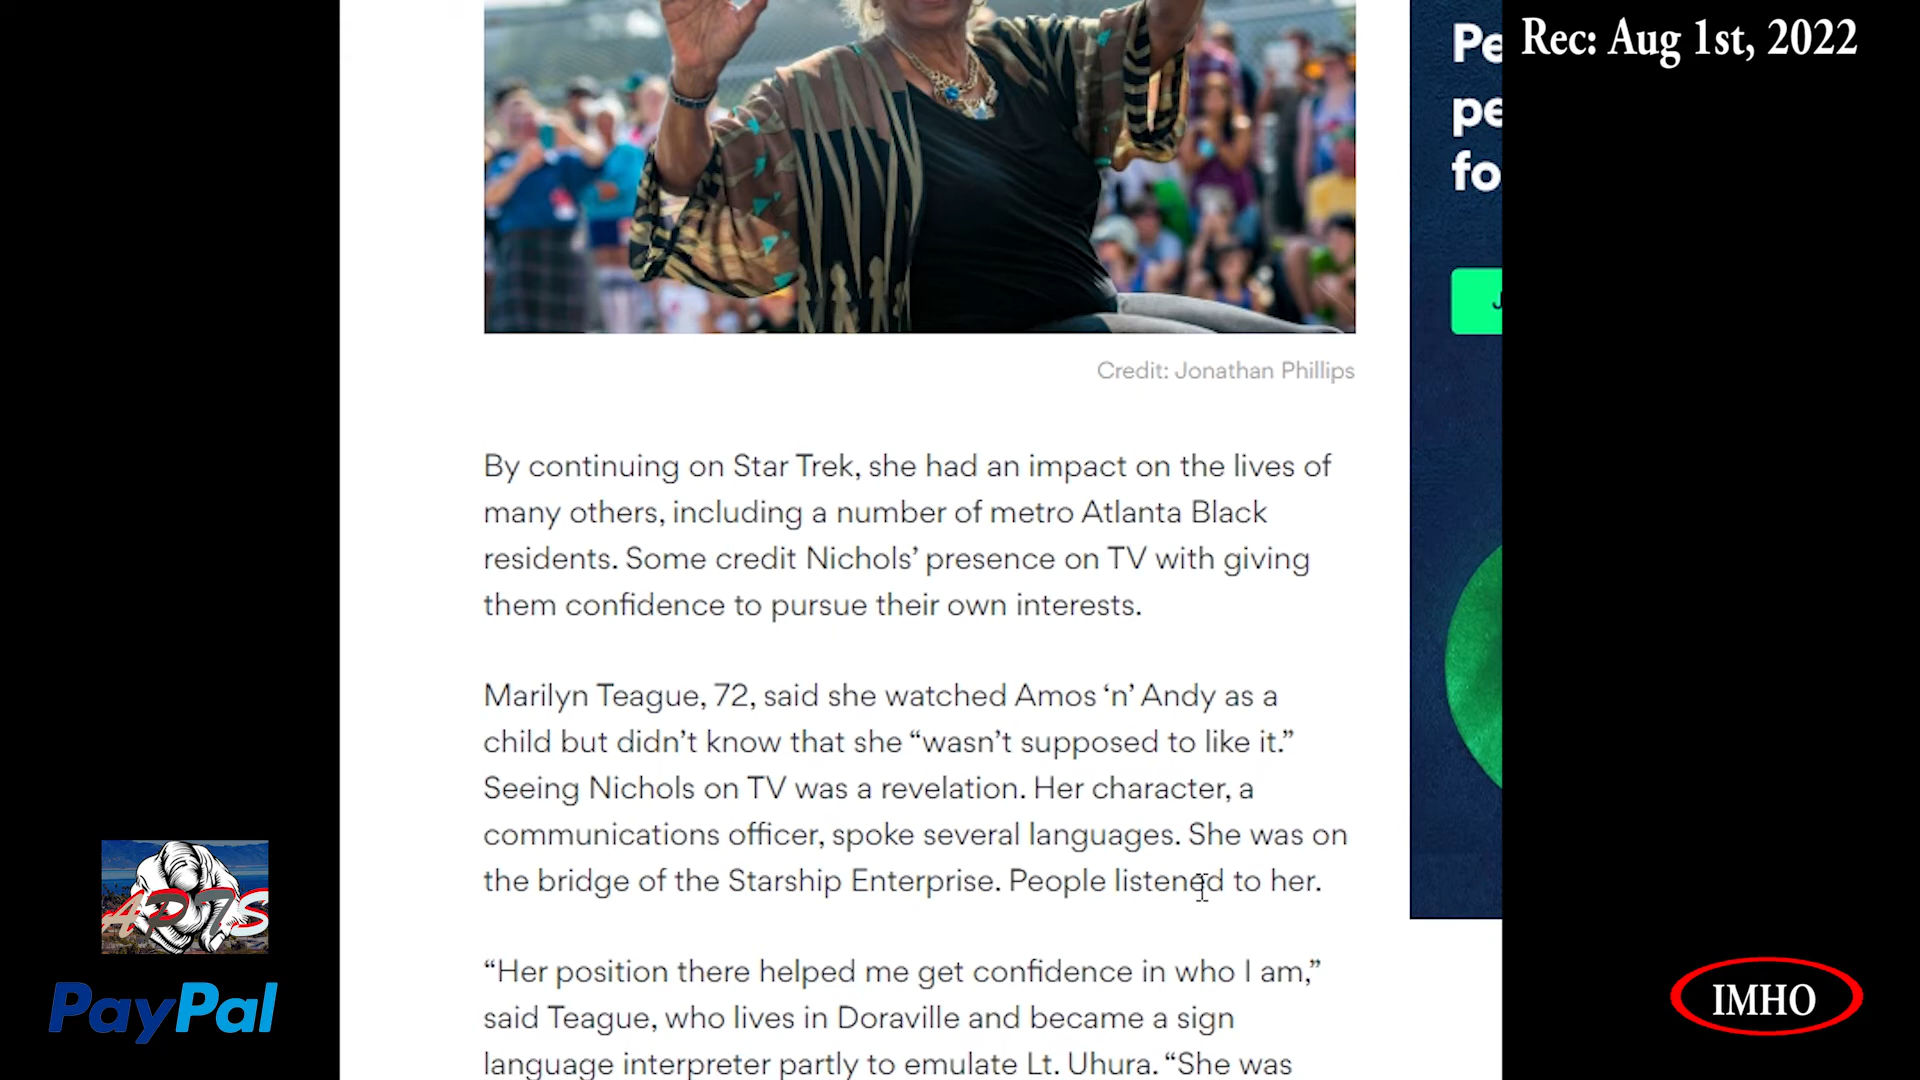 Rec: Aug 1st, 2022
Pe
pe
fo
Credit: Jonathan Phillips
By continuing on Star Trek, she had an impact on the lives of
many others, including a number of metro Atlanta Black
residents. Some credit Nichols’ presence on TV with giving
them confidence to pursue their own interests.
Marilyn Teague, 72, said she watched Amos ‘n’ Andy as a
child but didn’t know that she “wasn’t supposed to like it.”
Seeing Nichols on TV was a revelation. Her character, a
communications officer, spoke several languages. She was on
the bridge of the Starship Enterprise. People listened to her.
“Her position there helped me get confidence in who I am,”
said Teague, who lives in Doraville and became a sign
language interpreter partly to emulate Lt. Uhura. “She was
ARTS
PayPal
IMHO